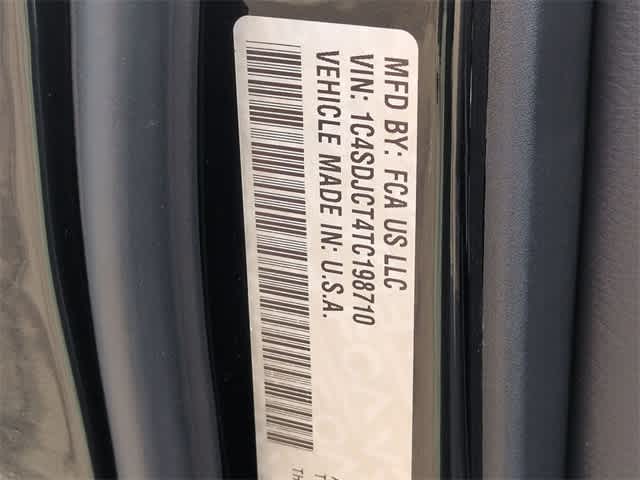 MFD BY: FCA US LLC
VIN: 1C4SDJCT4TC198710
VEHICLE MADE IN: U.S.A.